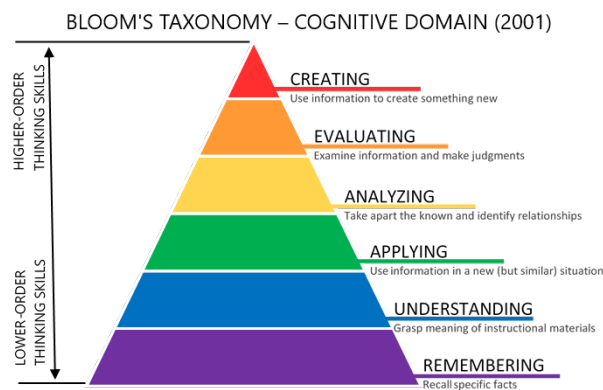 BLOOM'S TAXONOMY – COGNITIVE DOMAIN (2001)
HIGHER-ORDER
THINKING SKILLS
LOWER-ORDER
THINKING SKILLS
CREATING
Use information to create something new
EVALUATING
Examine information and make judgments
ANALYZING
Take apart the known and identify relationships
APPLYING
Use information in a new (but similar) situation
UNDERSTANDING
Grasp meaning of instructional materials
REMEMBERING
Recall specific facts